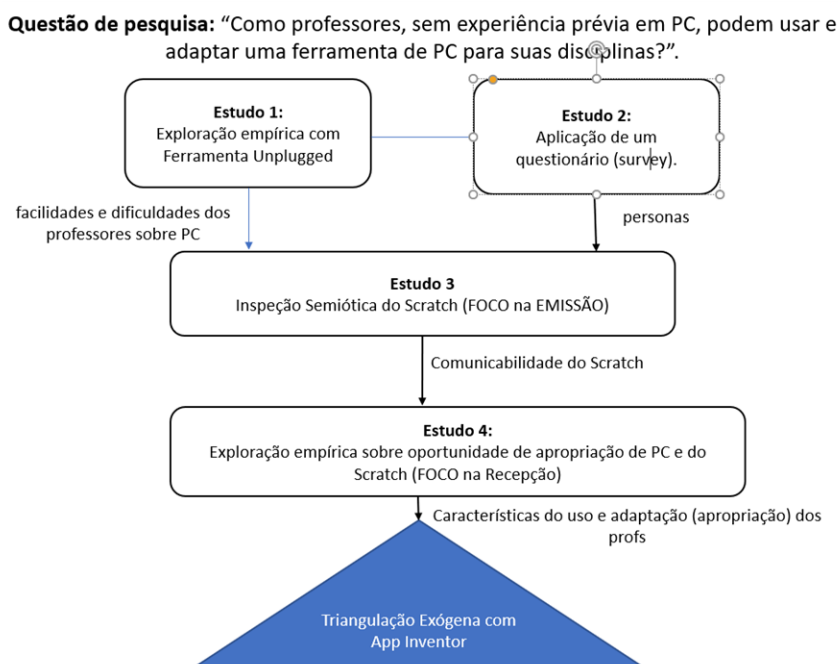 Questão de pesquisa: “Como professores, sem experiência prévia em PC, podem usar e
adaptar uma ferramenta de PC para suas disciplinas?”.
Estudo 1:
Exploração empírica com
Ferramenta Unplugged
Estudo 2:
Aplicação de um
questionário (survey).
facilidades e dificuldades dos
professores sobre PC
personas
Estudo 3
Inspeção Semiótica do Scratch (FOCO na EMISSÃO)
Comunicabilidade do Scratch
Estudo 4:
Exploração empírica sobre oportunidade de apropriação de PC e do
Scratch (FOCO na Recepção)
Características do uso e adaptação (apropriação) dos
profs
Triangulação Exógena com
App Inventor